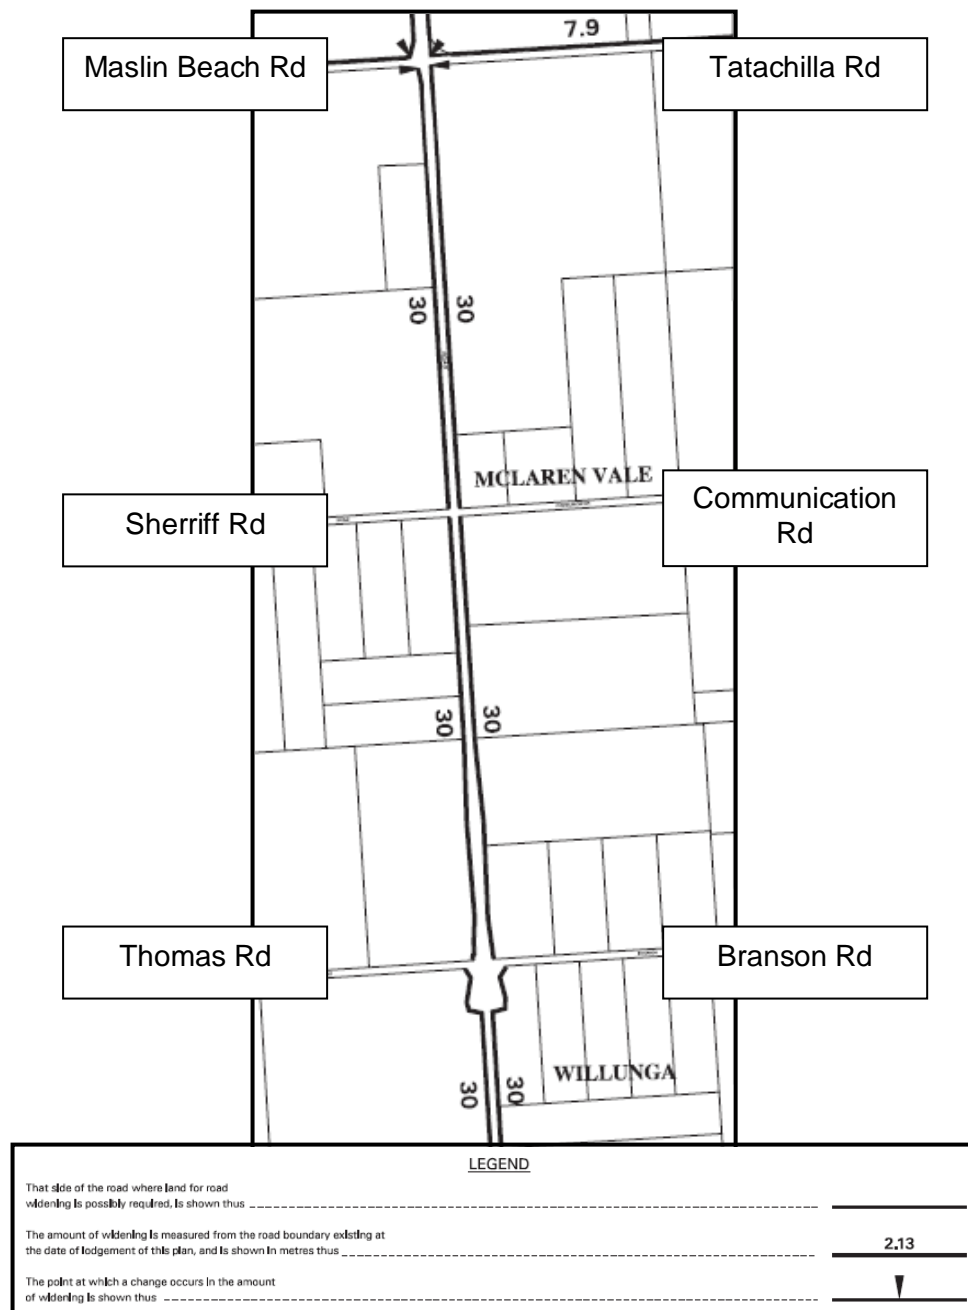 7.9
Maslin Beach Rd
Tatachilla Rd
30
30
MCLAREN VALE
Sherriff Rd
Communication
Rd
30
30
Thomas Rd
Branson Rd
WILLUNGA
30
30
LEGEND
That side of the road where land for road
widening is possibly required, is shown thus
The amount of widening is measured from the road boundary existing at
the date of lodgement of this plan, and is shown in metres thus
2.13
The point at which a change occurs in the amount
of widening is shown thus